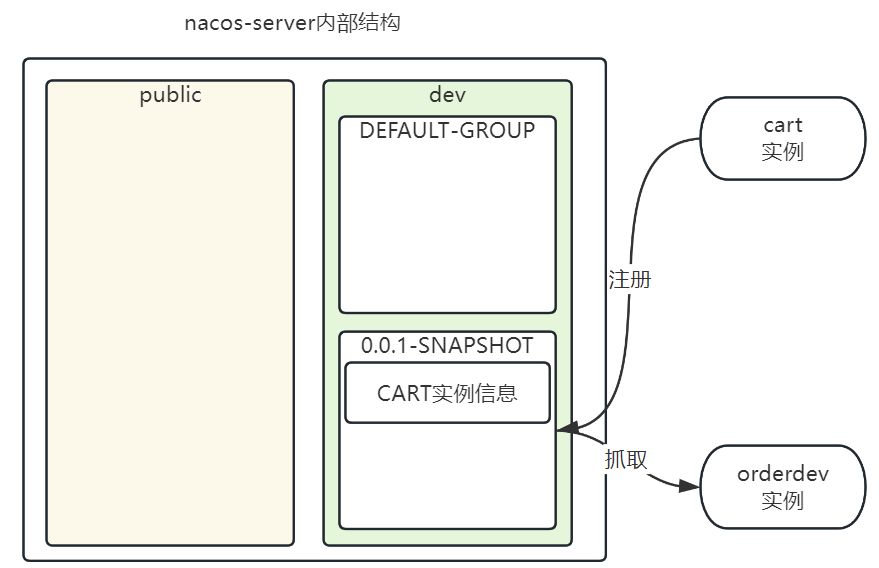 nacos-server内部结构
public
dev
DEFAULT-GROUP
0.0.1-SNAPSHOT
CART实例信息
cart
实例
注册
抓取
orderdev
实例